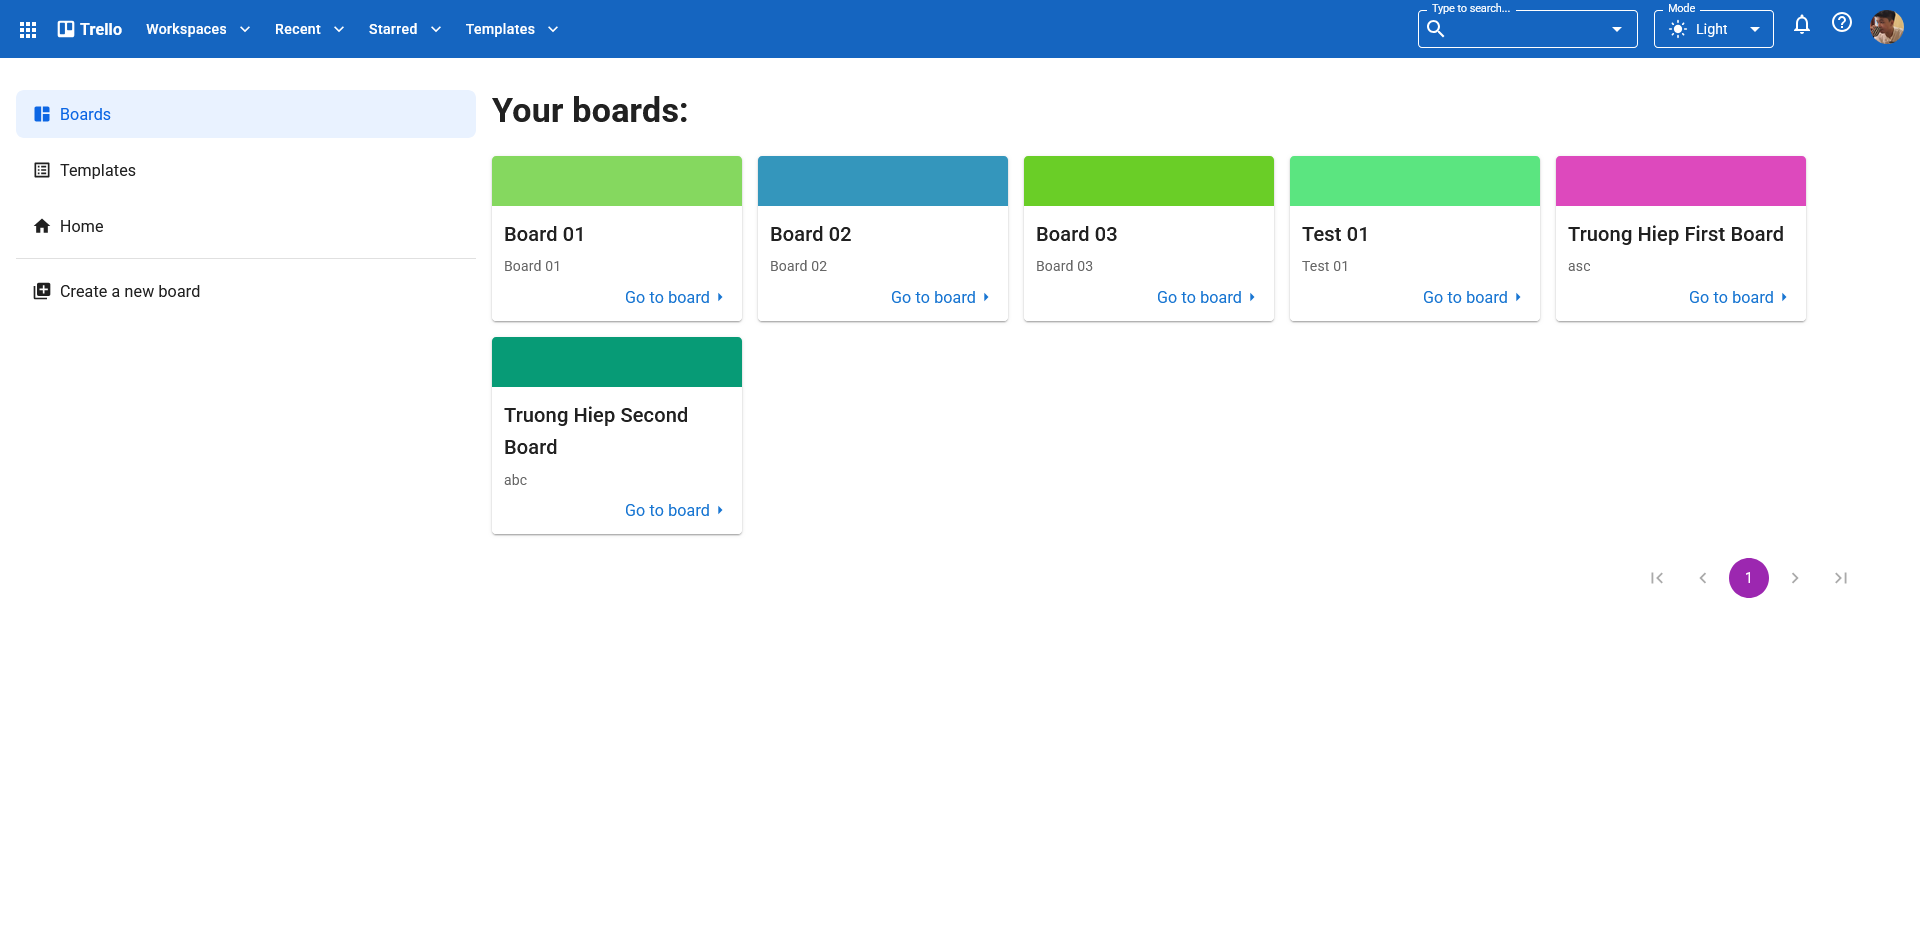 Trello Workspaces Recent Starred Templates Type to search... Mode Light
Boards
Templates
Home
Create a new board
Your boards:
Board 01
Board 01
Go to board
Board 02
Board 02
Go to board
Board 03
Board 03
Go to board
Test 01
Test 01
Go to board
Truong Hiep First Board
asc
Go to board
Truong Hiep Second
Board
abc
Go to board
1